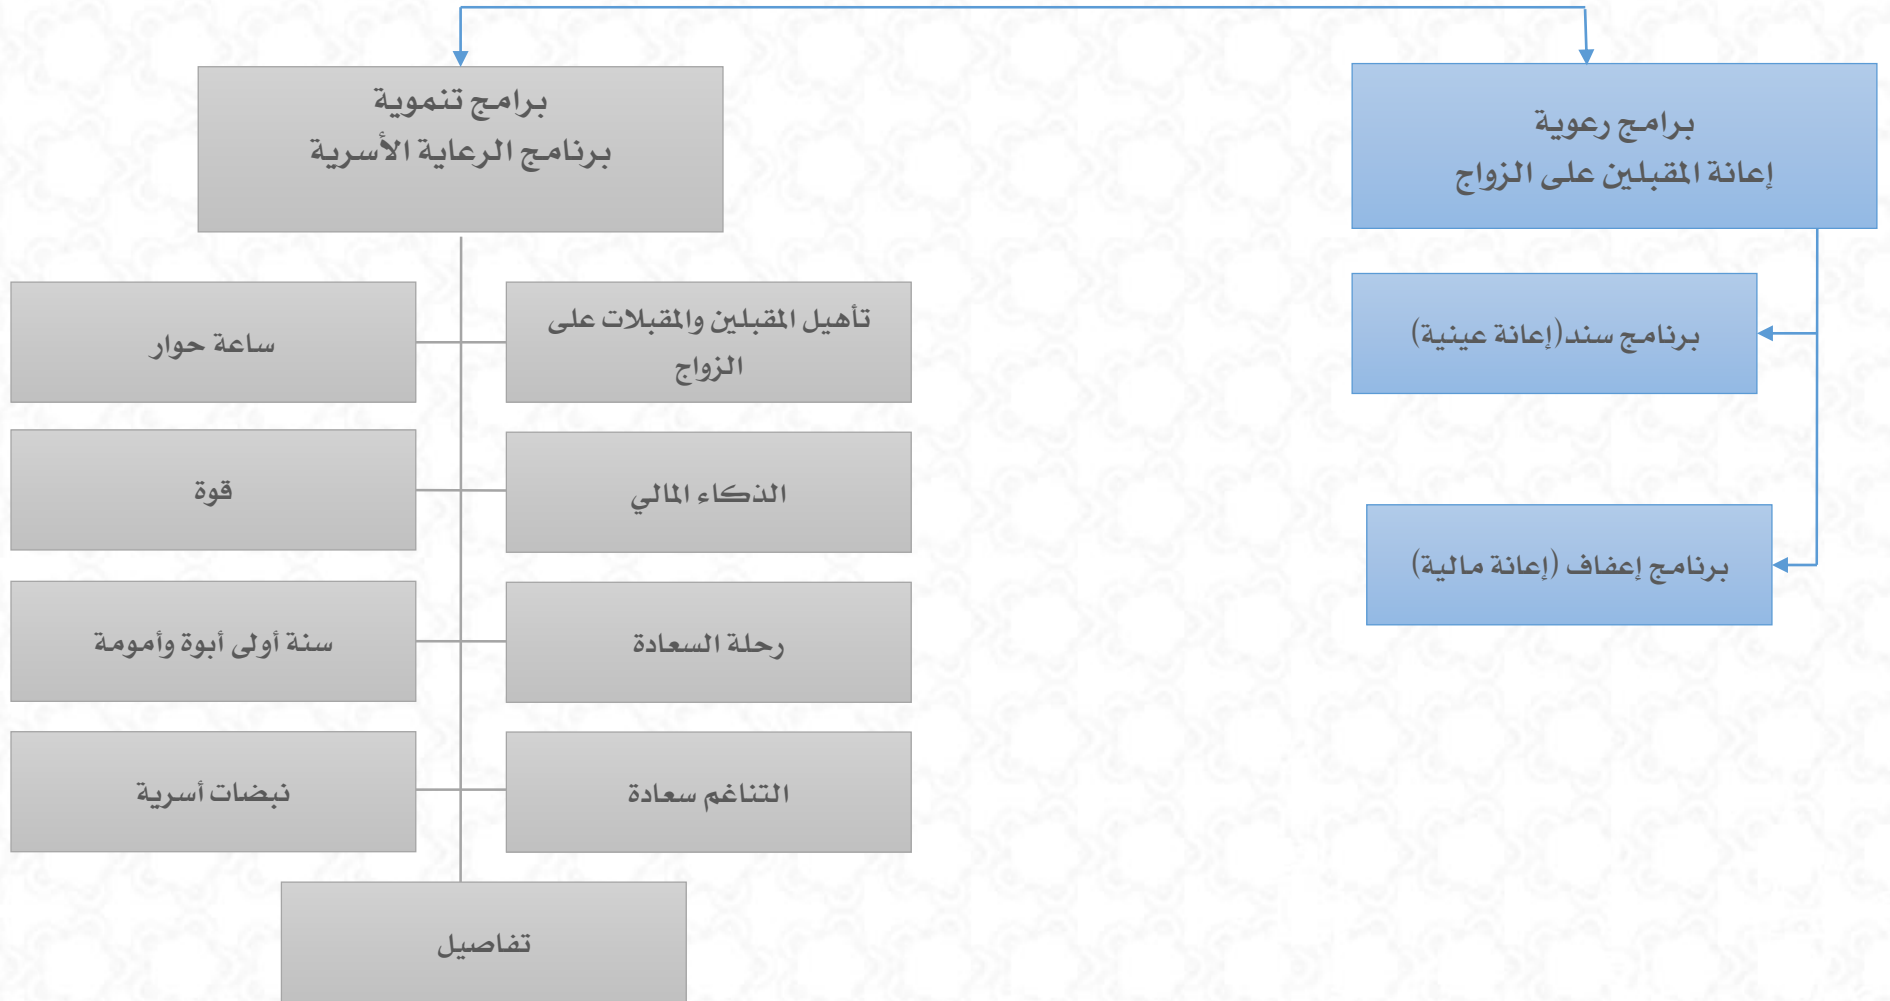 برامج رعوية
إعانة المقبلين على الزواج
برنامج سند(إعانة عينية)
برنامج إعفاف (إعانة مالية)
برامج تنموية
برنامج الرعاية الأسرية
تأهيل المقبلين والمقبلات على
الزواج
ساعة حوار
الذكاء المالي
قوة
رحلة السعادة
سنة أولى أبوة وأمومة
التناغم سعادة
نبضات أسرية
تفاصيل